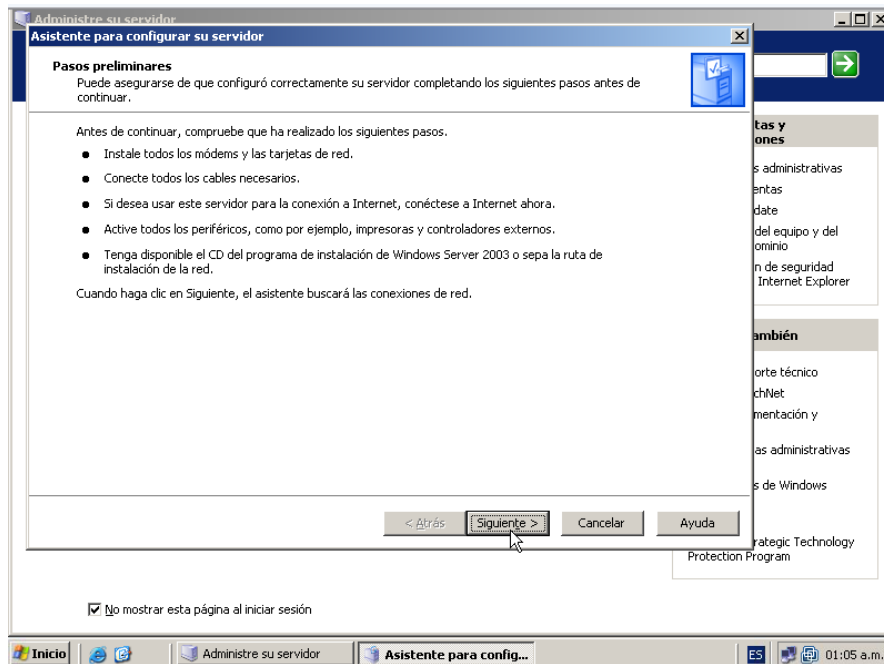 Administre su servidor
Asistente para configurar su servidor
Pasos preliminares
Puede asegurarse de que configuró correctamente su servidor completando los siguientes pasos antes de
continuar.
Antes de continuar, compruebe que ha realizado los siguientes pasos.
Instale todos los módems y las tarjetas de red.
Conecte todos los cables necesarios.
Si desea usar este servidor para la conexión a Internet, conéctese a Internet ahora.
Active todos los periféricos, como por ejemplo, impresoras y controladores externos.
Tenga disponible el CD del programa de instalación de Windows Server 2003 o sepa la ruta de
instalación de la red.
Cuando haga clic en Siguiente, el asistente buscará las conexiones de red.
< Atrás
Siguiente >
Cancelar
Ayuda
tas y
ones
s administrativas
entas
date
del equipo y del
ominio
n de seguridad
Internet Explorer
ambién
orte técnico
chNet
mentación y
as administrativas
s de Windows
rategic Technology
Protection Program
No mostrar esta página al iniciar sesión
Inicio
Administre su servidor
Asistente para config...
ES
01:05 a.m.